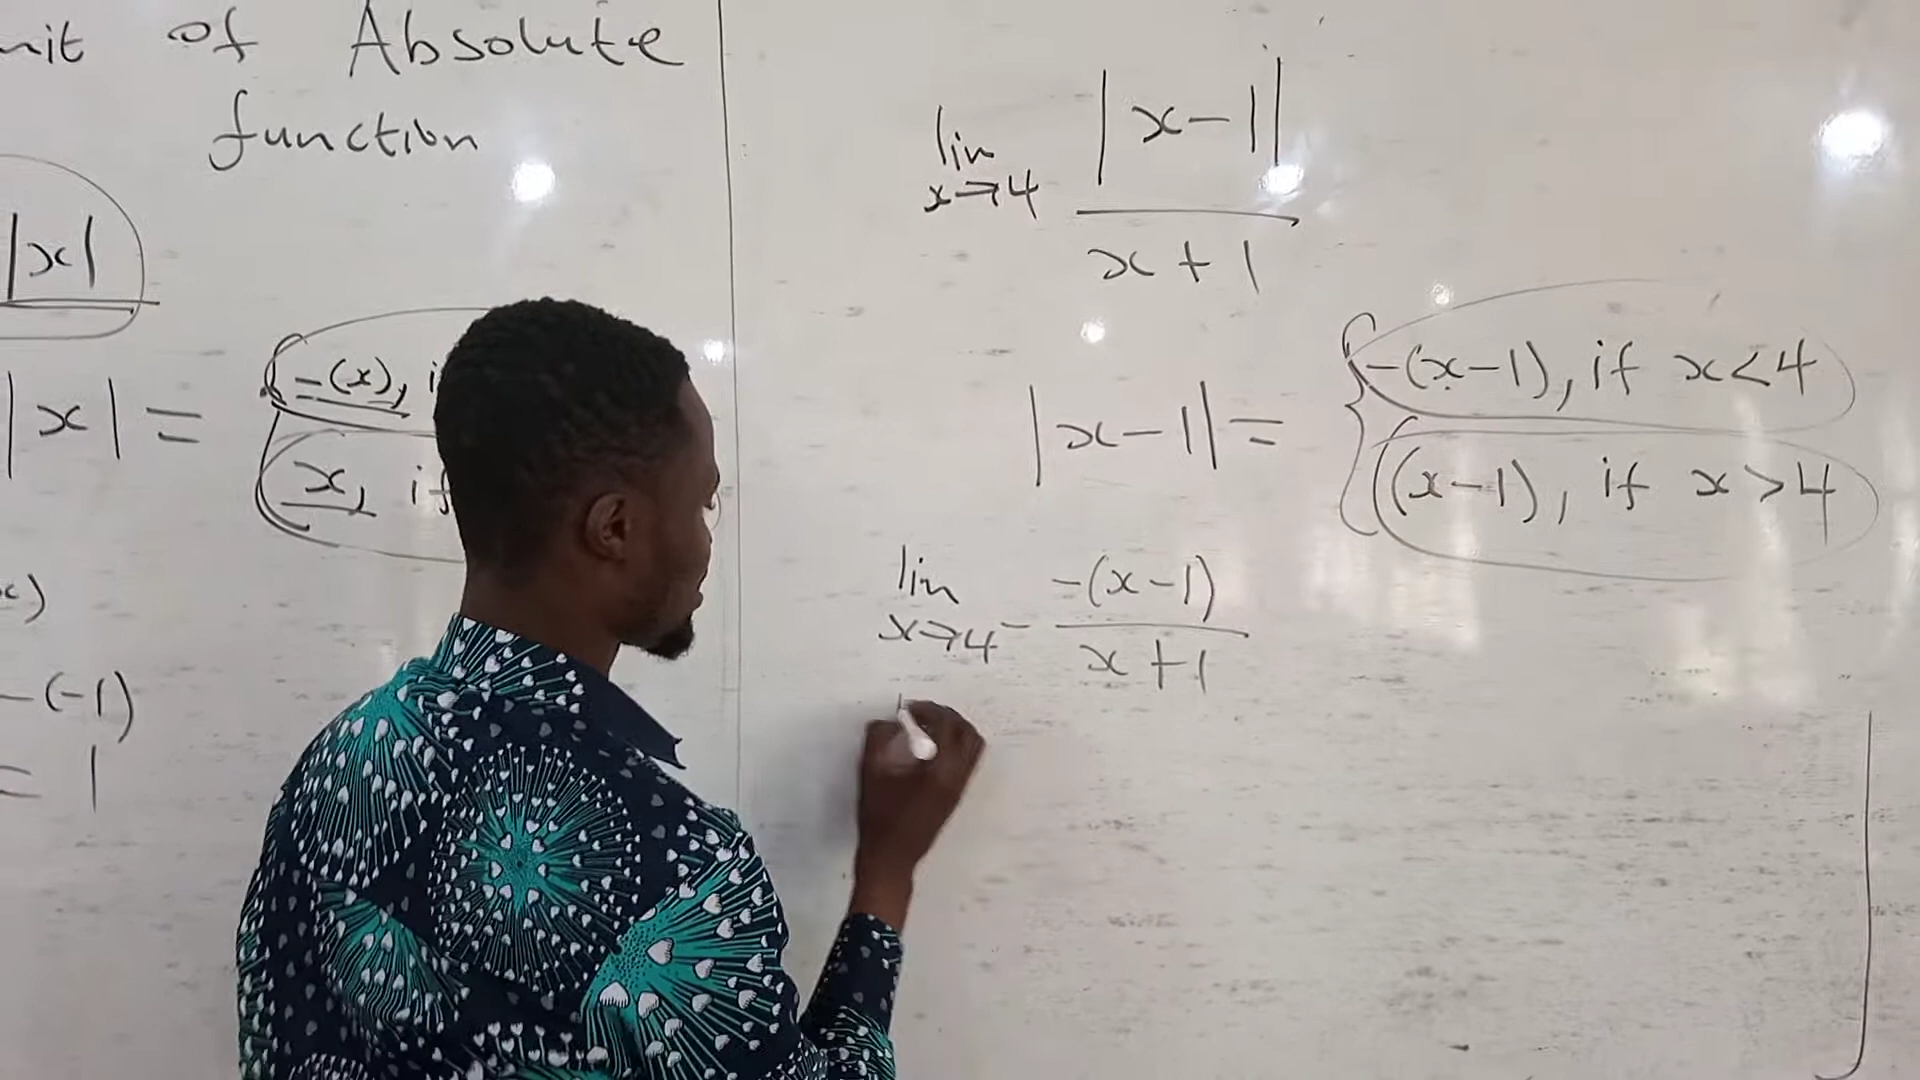 of Absolute
function
|x|
|x| = { -(x),
x, if
-(-1)
= 1
lim x→4 |x-1| / x+1
|x-1| = { -(x-1), if x<4
(x-1), if x>4
lim x→4⁻ -(x-1) / x+1